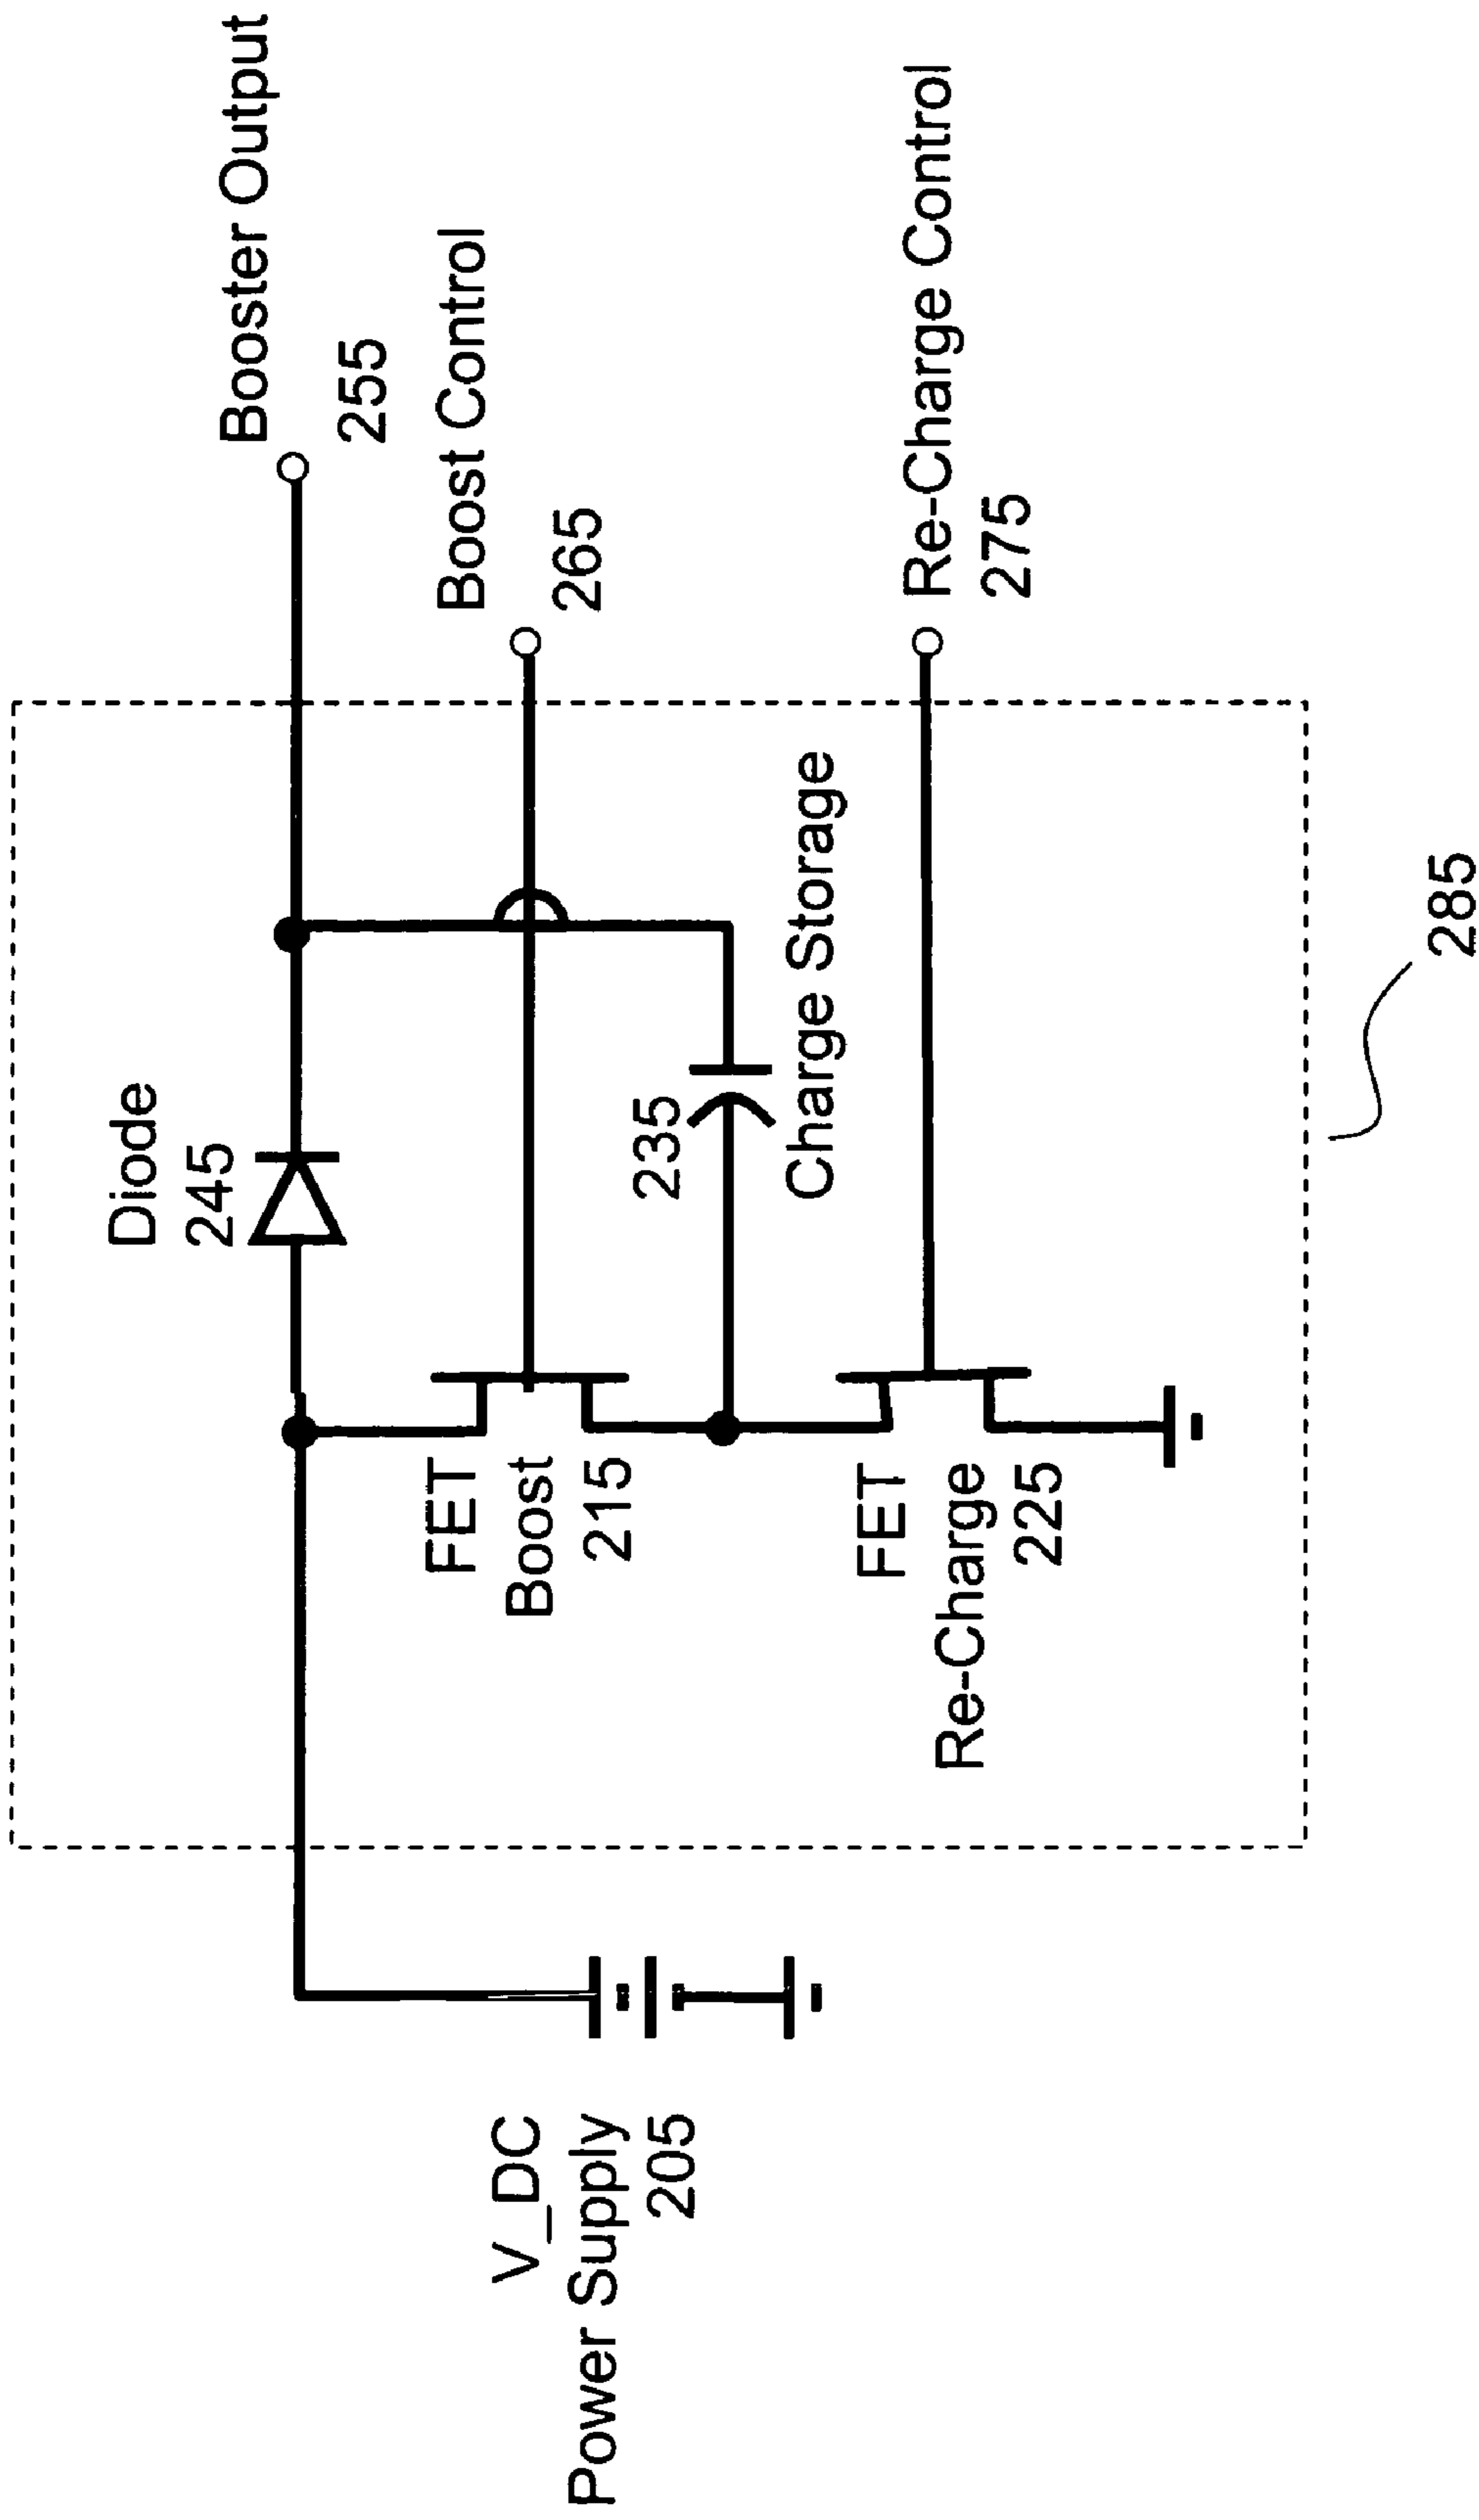 Booster Output
255
Boost Control
265
Re-Charge Control
275
Diode
245
235
Charge Storage
FET
Boost
215
FET
Re-Charge
225
V_DC
Power Supply
205
285